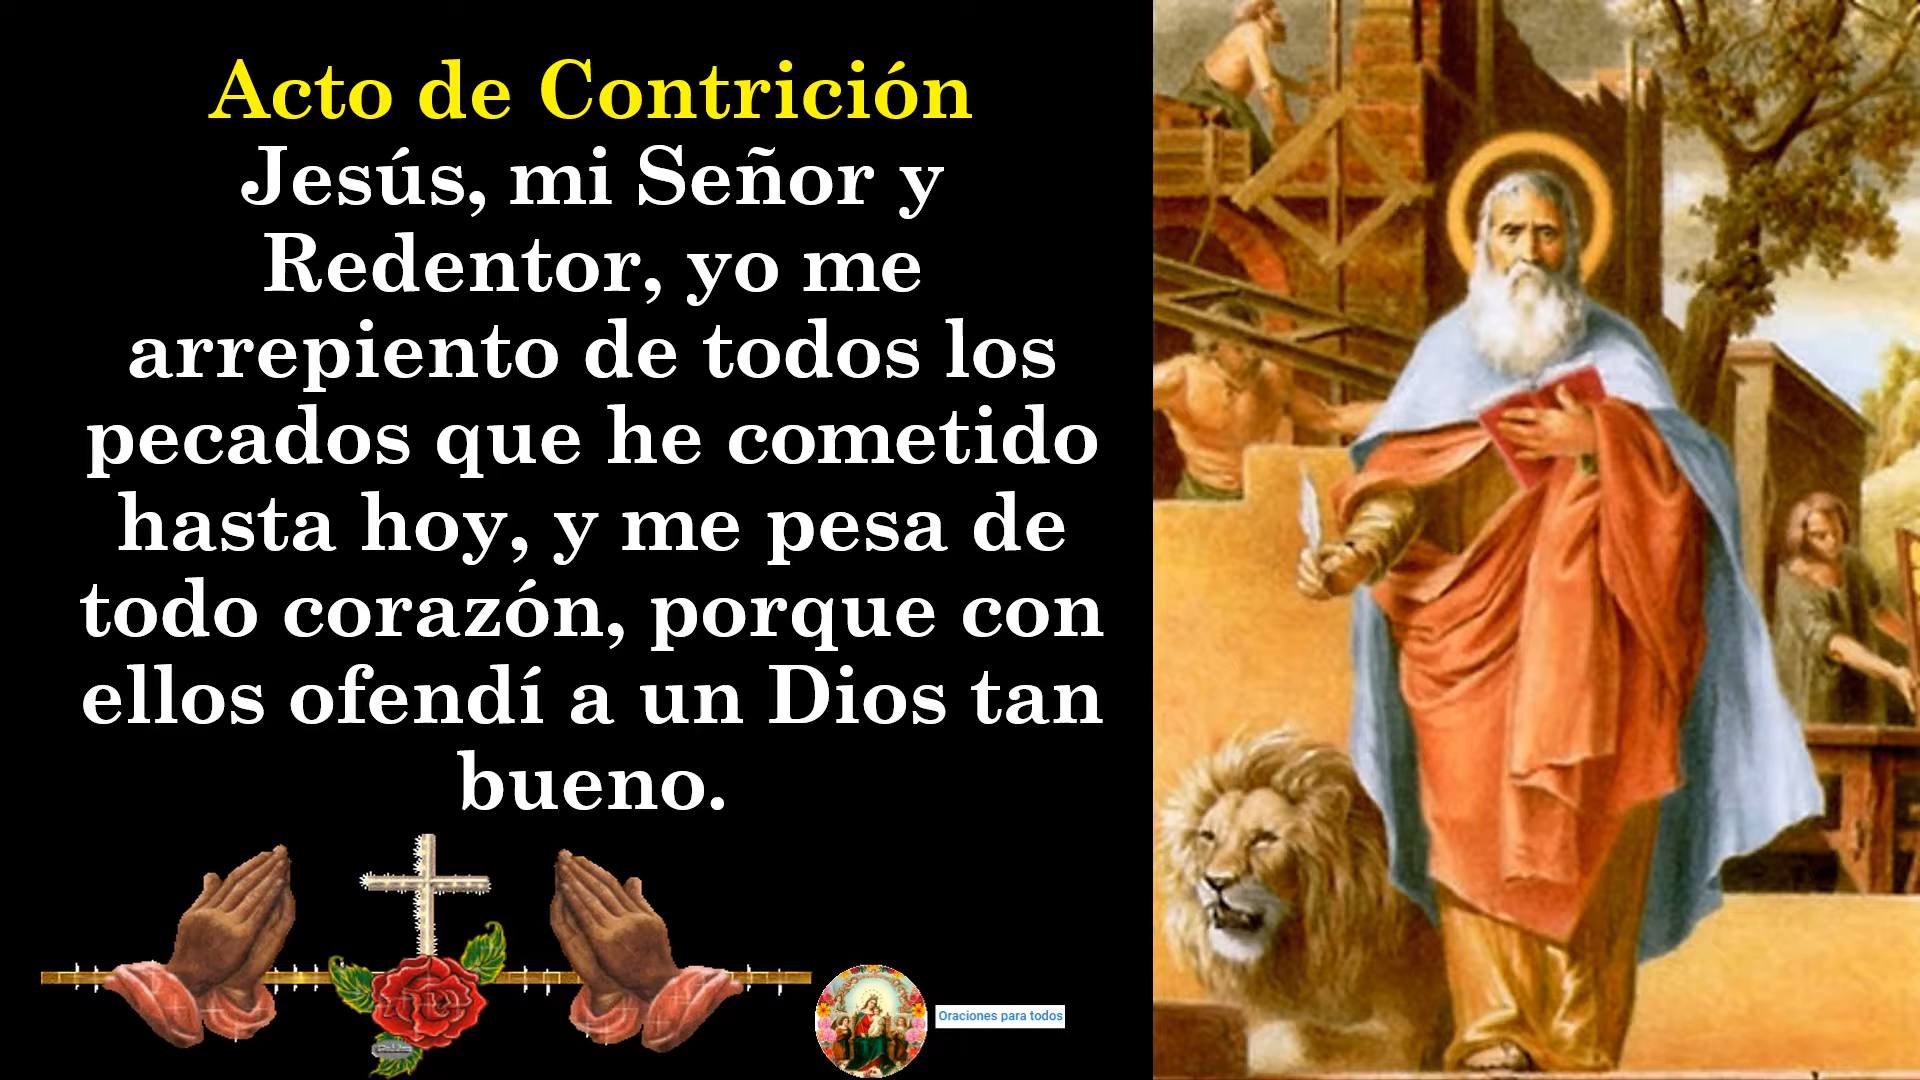 Acto de Contrición
Jesús, mi Señor y
Redentor, yo me
arrepiento de todos los
pecados que he cometido
hasta hoy, y me pesa de
todo corazón, porque con
ellos ofendí a un Dios tan
bueno.
Oraciones para todos